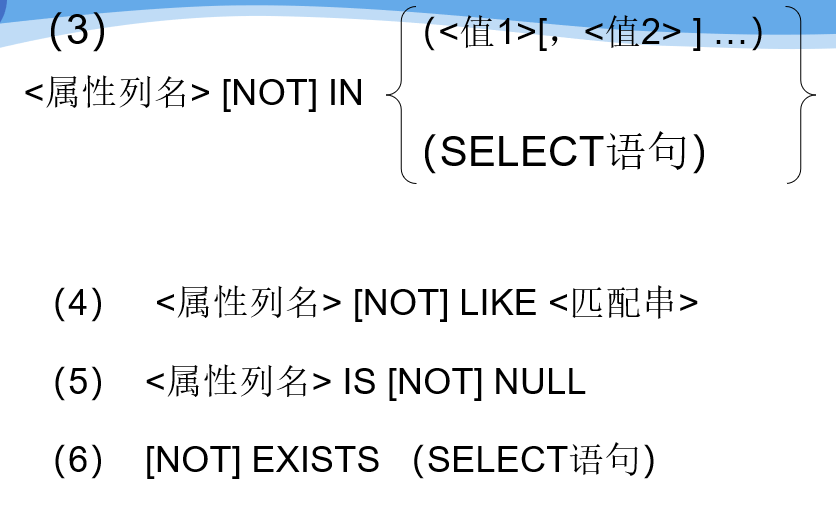 (3)
(<值1>[，<值2> ] …)
<属性列名> [NOT] IN
(SELECT语句)
(4) <属性列名> [NOT] LIKE <匹配串>
(5) <属性列名> IS [NOT] NULL
(6) [NOT] EXISTS (SELECT语句)